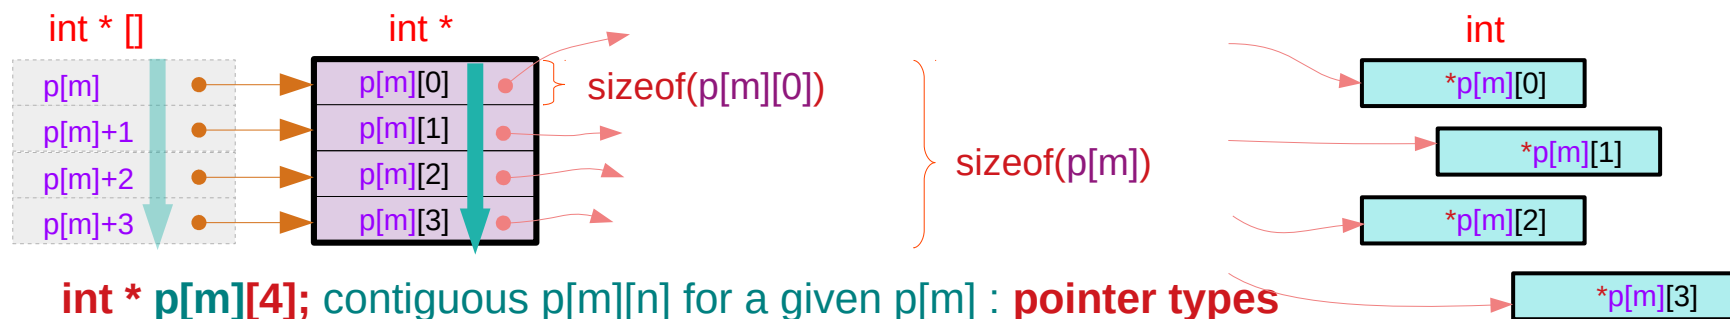 int * []
int *
int
p[m]
p[m]+1
p[m]+2
p[m]+3
p[m][0]
p[m][1]
p[m][2]
p[m][3]
sizeof(p[m][0])
sizeof(p[m])
*p[m][0]
*p[m][1]
*p[m][2]
*p[m][3]
int * p[m][4]; contiguous p[m][n] for a given p[m] : pointer types